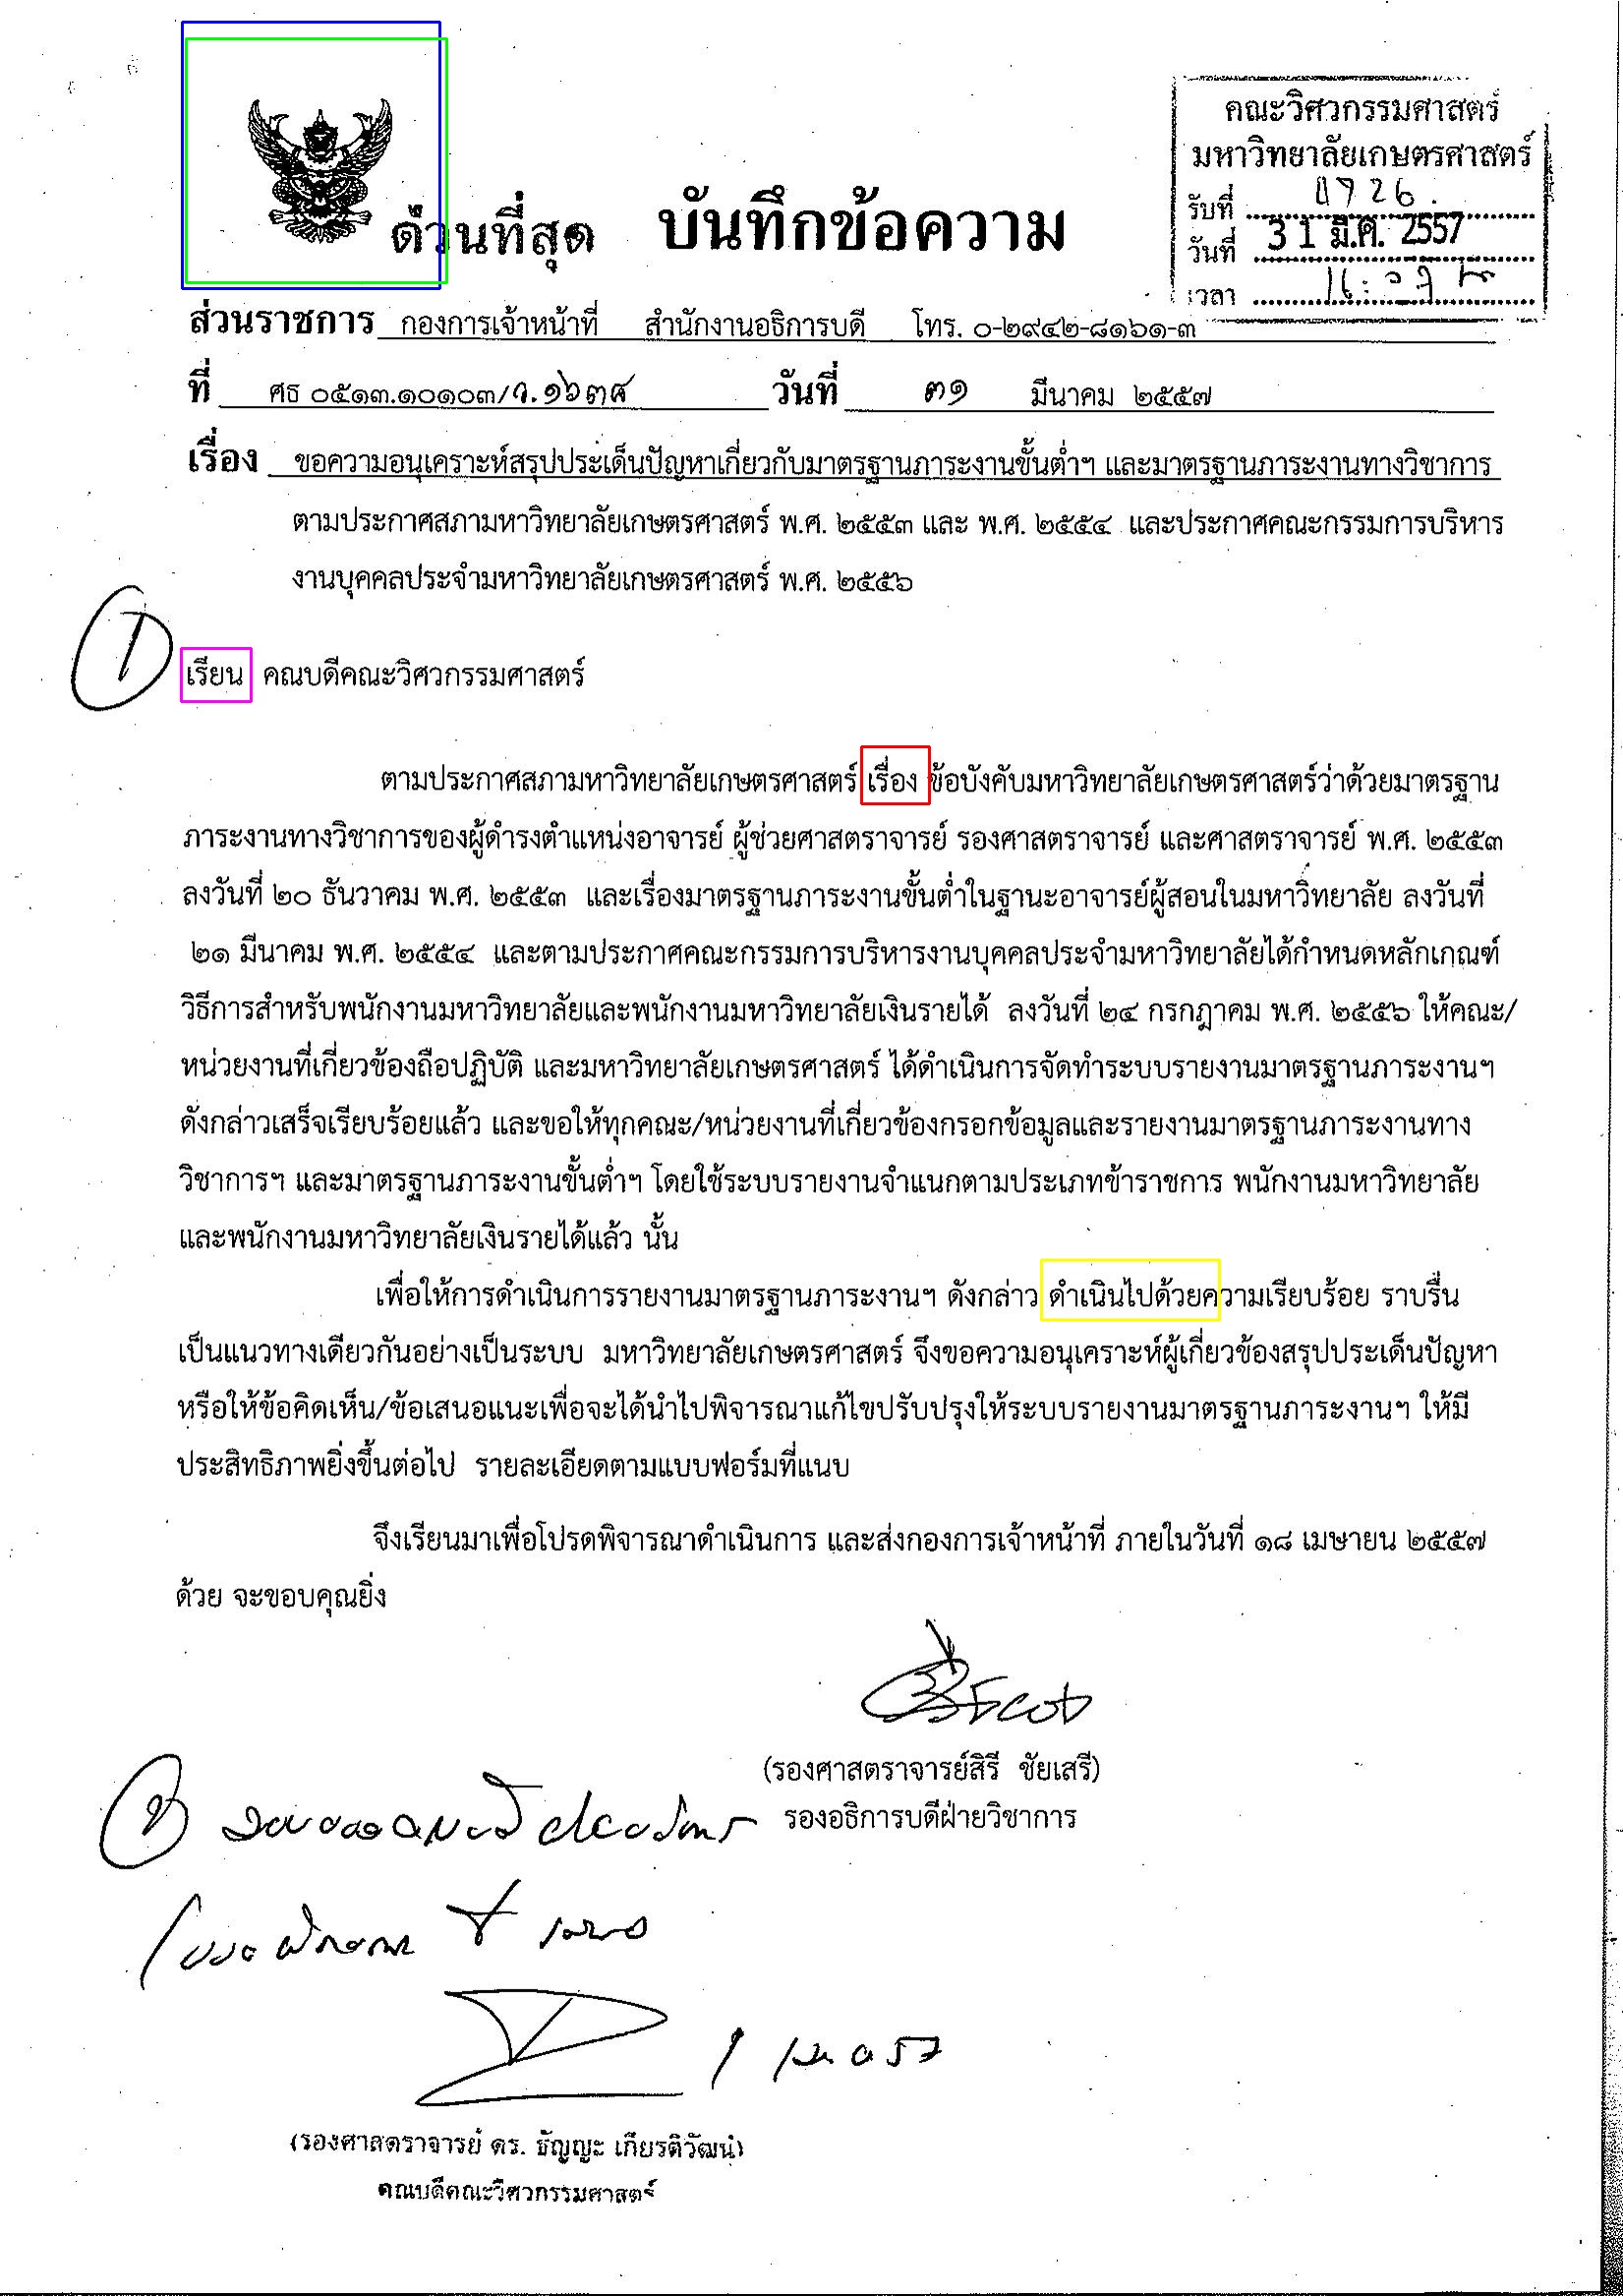 คณะวิศวกรรมศาสตร์
มหาวิทยาลัยเกษตรศาสตร์
รับที่ 4726
วันที่ 31 มี.ค. 2557
เวลา
ด่วนที่สุด บันทึกข้อความ
ส่วนราชการ กองการเจ้าหน้าที่ สำนักงานอธิการบดี โทร. ๐-๒๙๔๒-๘๑๖๑-๓
ที่ ศธ ๐๕๑๓.๑๐๑๐๓/ว.๑๖๓๘ วันที่ ๓๑ มีนาคม ๒๕๕๗
เรื่อง ขอความอนุเคราะห์สรุปประเด็นปัญหาเกี่ยวกับมาตรฐานภาระงานขั้นต่ำฯ และมาตรฐานภาระงานทางวิชาการ
ตามประกาศสภามหาวิทยาลัยเกษตรศาสตร์ พ.ศ. ๒๕๕๓ และ พ.ศ. ๒๕๕๔ และประกาศคณะกรรมการบริหาร
งานบุคคลประจำมหาวิทยาลัยเกษตรศาสตร์ พ.ศ. ๒๕๕๖
1
เรียน คณบดีคณะวิศวกรรมศาสตร์
ตามประกาศสภามหาวิทยาลัยเกษตรศาสตร์ เรื่อง ข้อบังคับมหาวิทยาลัยเกษตรศาสตร์ว่าด้วยมาตรฐาน
ภาระงานทางวิชาการของผู้ดำรงตำแหน่งอาจารย์ ผู้ช่วยศาสตราจารย์ รองศาสตราจารย์ และศาสตราจารย์ พ.ศ. ๒๕๕๓
ลงวันที่ ๒๐ ธันวาคม พ.ศ. ๒๕๕๓ และเรื่องมาตรฐานภาระงานขั้นต่ำในฐานะอาจารย์ผู้สอนในมหาวิทยาลัย ลงวันที่
๒๑ มีนาคม พ.ศ. ๒๕๕๔ และตามประกาศคณะกรรมการบริหารงานบุคคลประจำมหาวิทยาลัยได้กำหนดหลักเกณฑ์
วิธีการสำหรับพนักงานมหาวิทยาลัยและพนักงานมหาวิทยาลัยเงินรายได้ ลงวันที่ ๒๔ กรกฎาคม พ.ศ. ๒๕๕๖ ให้คณะ/
หน่วยงานที่เกี่ยวข้องถือปฏิบัติ และมหาวิทยาลัยเกษตรศาสตร์ ได้ดำเนินการจัดทำระบบรายงานมาตรฐานภาระงานฯ
ดังกล่าวเสร็จเรียบร้อยแล้ว และขอให้ทุกคณะ/หน่วยงานที่เกี่ยวข้องกรอกข้อมูลและรายงานมาตรฐานภาระงานทาง
วิชาการฯ และมาตรฐานภาระงานขั้นต่ำฯ โดยใช้ระบบรายงานจำแนกตามประเภทข้าราชการ พนักงานมหาวิทยาลัย
และพนักงานมหาวิทยาลัยเงินรายได้แล้ว นั้น
เพื่อให้การดำเนินการรายงานมาตรฐานภาระงานฯ ดังกล่าว ดำเนินไปด้วยความเรียบร้อย ราบรื่น
เป็นแนวทางเดียวกันอย่างเป็นระบบ มหาวิทยาลัยเกษตรศาสตร์ จึงขอความอนุเคราะห์ผู้เกี่ยวข้องสรุปประเด็นปัญหา
หรือให้ข้อคิดเห็น/ข้อเสนอแนะเพื่อจะได้นำไปพิจารณาแก้ไขปรับปรุงให้ระบบรายงานมาตรฐานภาระงานฯ ให้มี
ประสิทธิภาพยิ่งขึ้นต่อไป รายละเอียดตามแบบฟอร์มที่แนบ
จึงเรียนมาเพื่อโปรดพิจารณาดำเนินการ และส่งกองการเจ้าหน้าที่ ภายในวันที่ ๑๘ เมษายน ๒๕๕๗
ด้วย จะขอบคุณยิ่ง
(รองศาสตราจารย์สิรี ชัยเสรี)
รองอธิการบดีฝ่ายวิชาการ
(รองศาสตราจารย์ ดร. ธัญญะ เกียรติวัฒน์)
คณบดีคณะวิศวกรรมศาสตร์